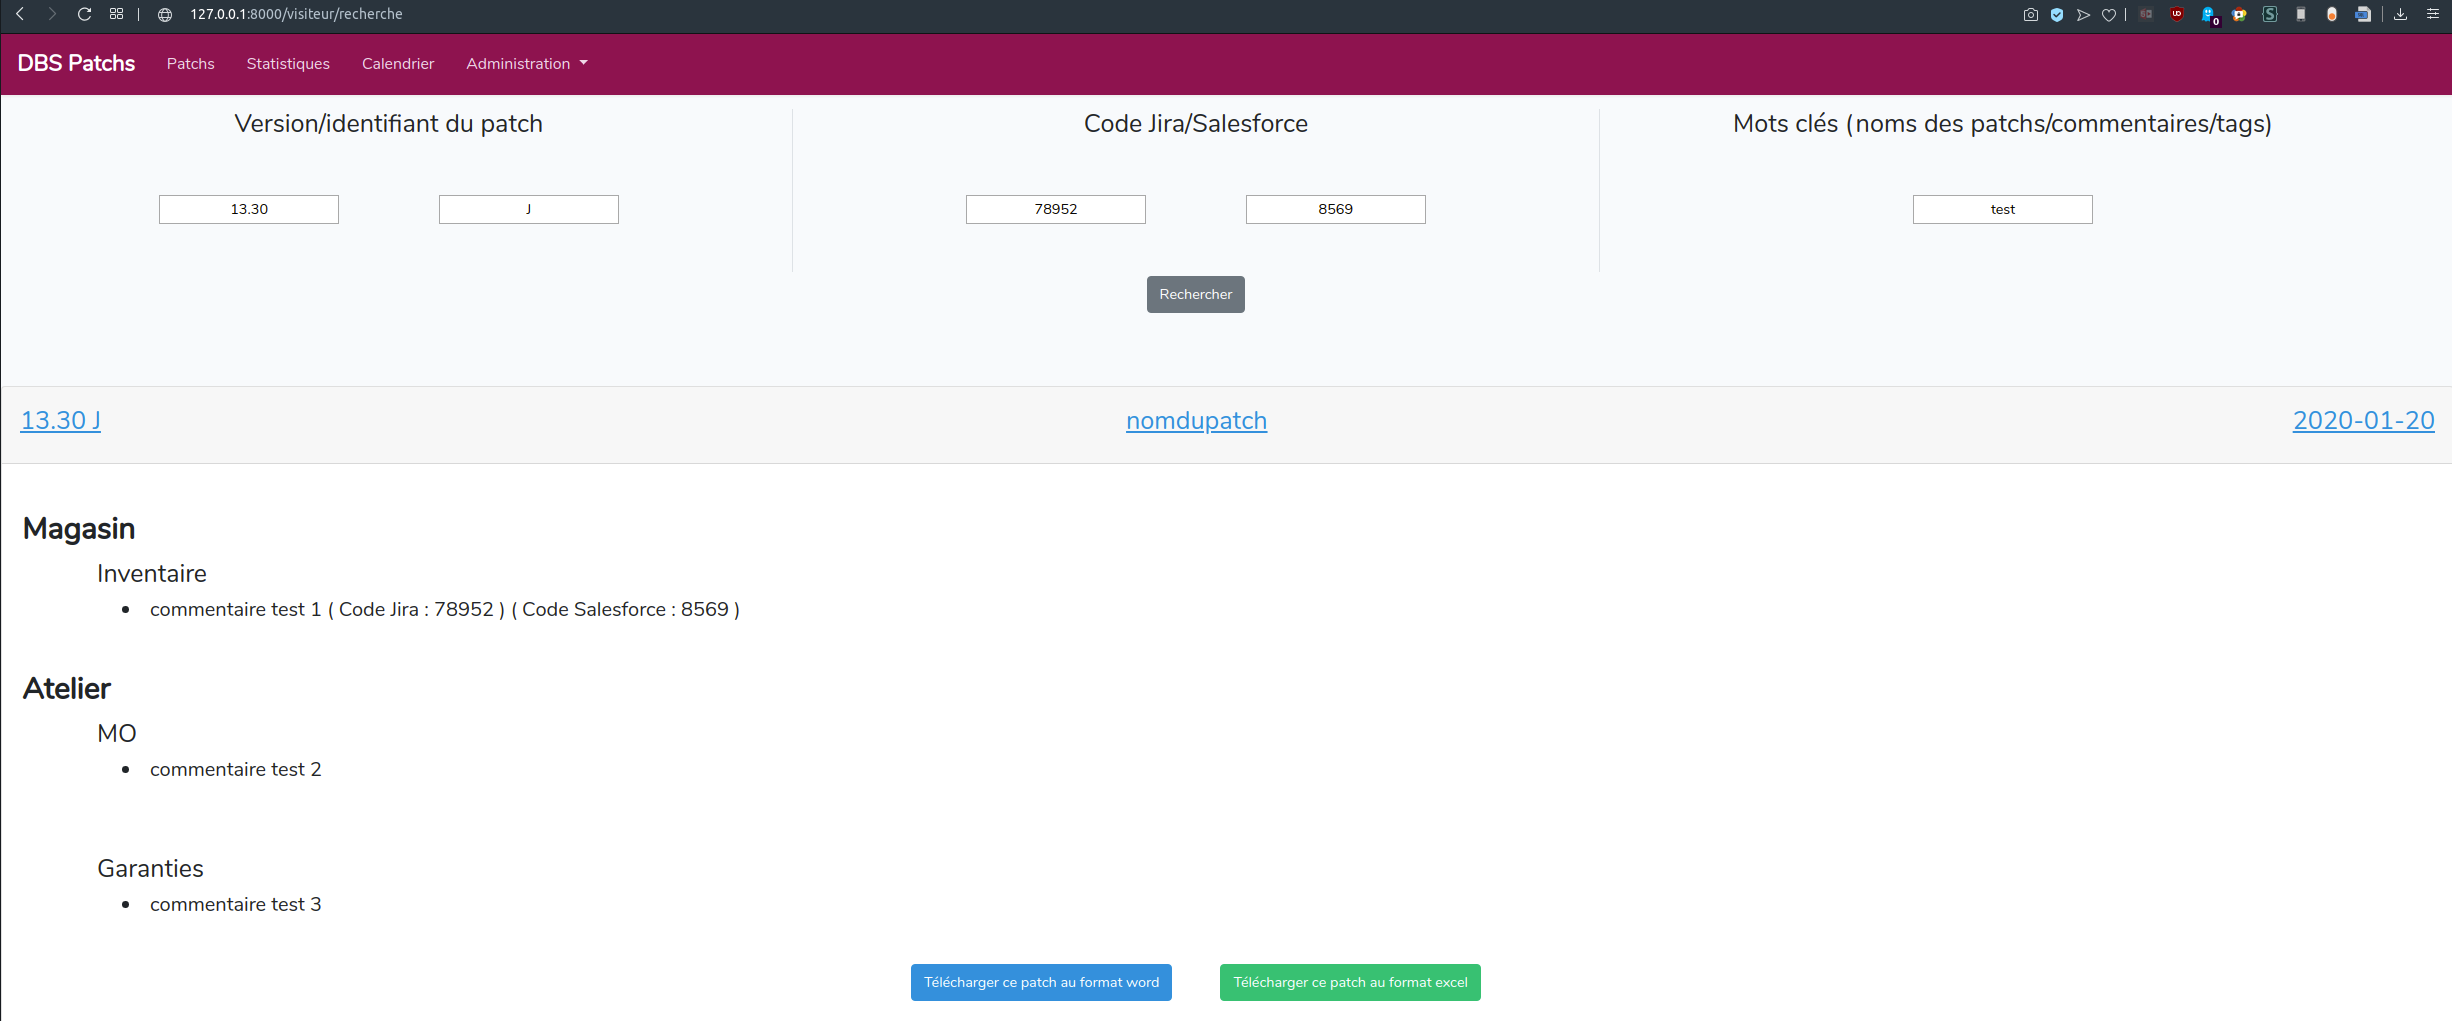 127.0.0.1:8000/visiteur/recherche
0
DBS Patchs Patchs Statistiques Calendrier Administration
Version/identifiant du patch Code Jira/Salesforce Mots clés (noms des patchs/commentaires/tags)
13.30 J 78952 8569 test
Rechercher
13.30 J nomdupatch 2020-01-20
Magasin
Inventaire
• commentaire test 1 ( Code Jira : 78952 ) ( Code Salesforce : 8569 )
Atelier
MO
• commentaire test 2
Garanties
• commentaire test 3
Télécharger ce patch au format word Télécharger ce patch au format excel